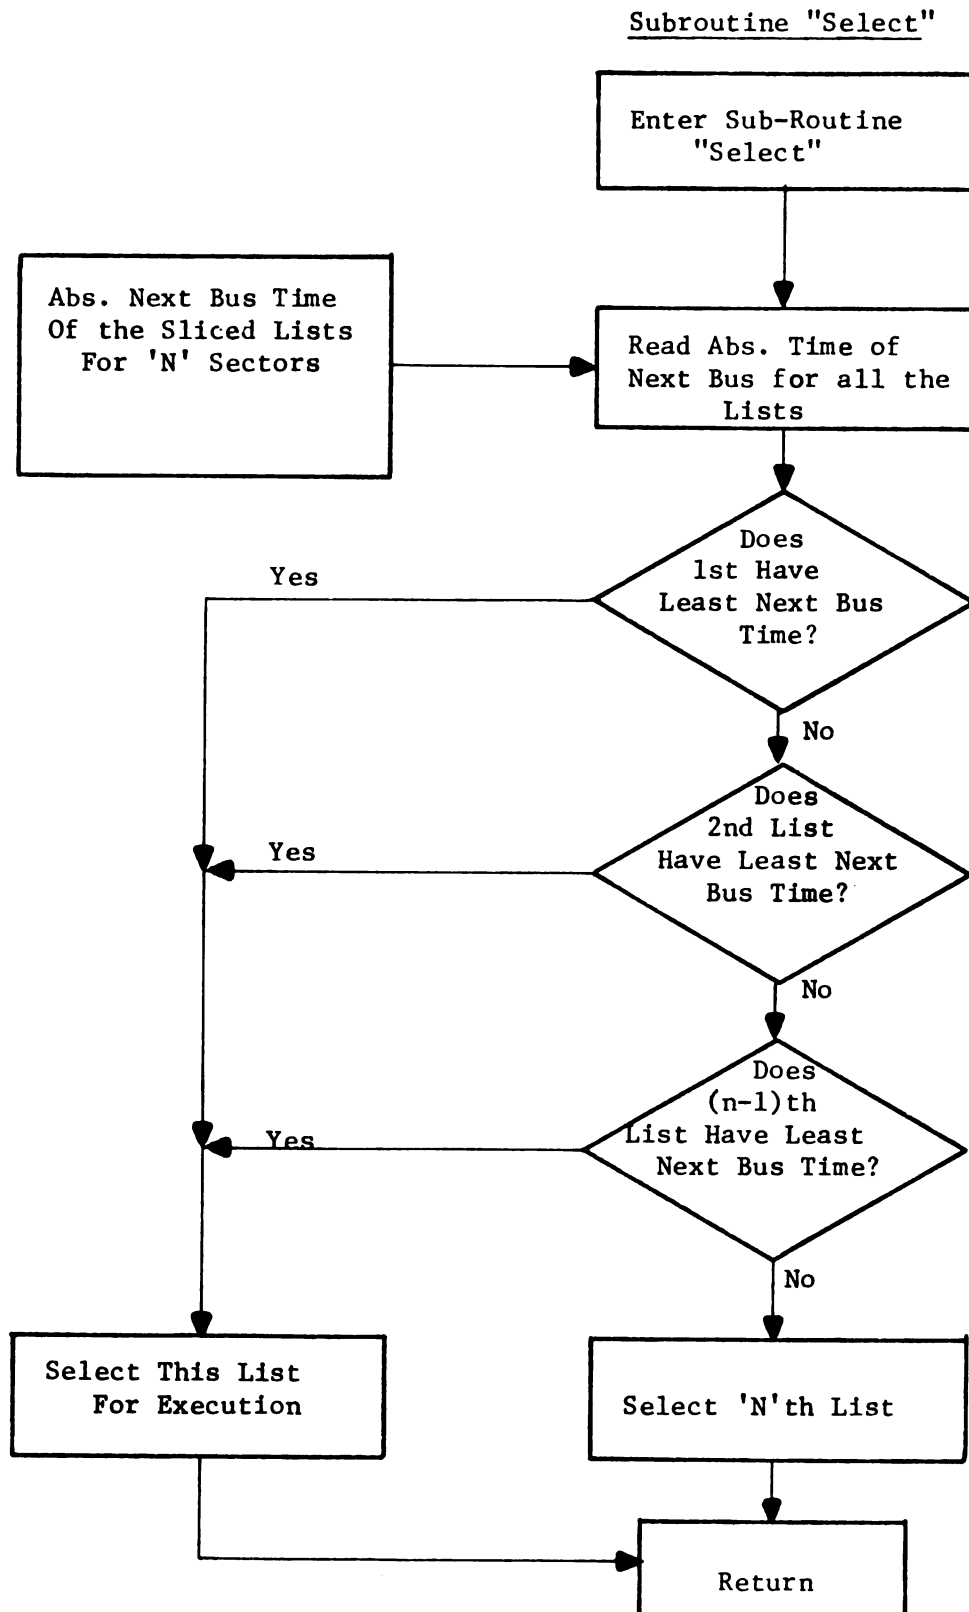 Subroutine "Select"
Enter Sub-Routine
"Select"
Abs. Next Bus Time
Of the Sliced Lists
For 'N' Sectors
Read Abs. Time of
Next Bus for all the
Lists
Does
1st Have
Least Next Bus
Time?
Yes
No
Does
2nd List
Have Least Next
Bus Time?
Yes
No
Does
(n-1)th
List Have Least
Next Bus Time?
Yes
No
Select This List
For Execution
Select 'N'th List
Return